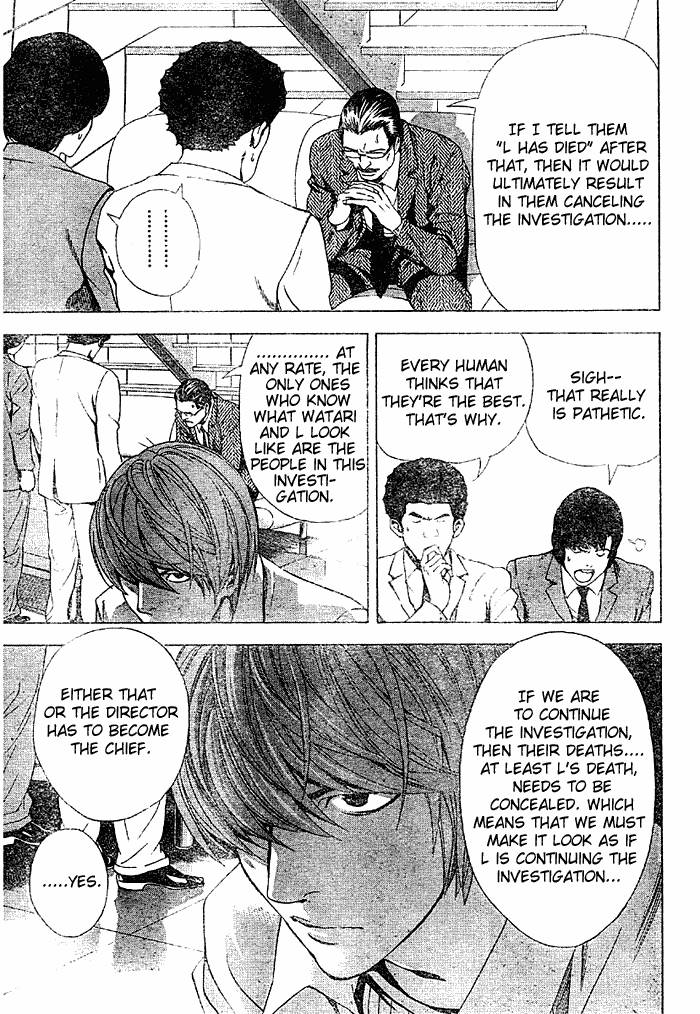 IF I TELL THEM
"L HAS DIED" AFTER
THAT, THEN IT WOULD
ULTIMATELY RESULT
IN THEM CANCELING
THE INVESTIGATION.....
SIGH--
THAT REALLY
IS PATHETIC.
EVERY HUMAN
THINKS THAT
THEY'RE THE BEST.
THAT'S WHY.
.............. AT
ANY RATE, THE
ONLY ONES
WHO KNOW
WHAT WATARI
AND L LOOK
LIKE ARE THE
PEOPLE IN THIS
INVESTI-
GATION.
IF WE ARE
TO CONTINUE
THE INVESTIGATION,
THEN THEIR DEATHS....
AT LEAST L'S DEATH,
NEEDS TO BE
CONCEALED. WHICH
MEANS THAT WE MUST
MAKE IT LOOK AS IF
L IS CONTINUING THE
INVESTIGATION...
EITHER THAT
OR THE DIRECTOR
HAS TO BECOME
THE CHIEF.
.....YES.